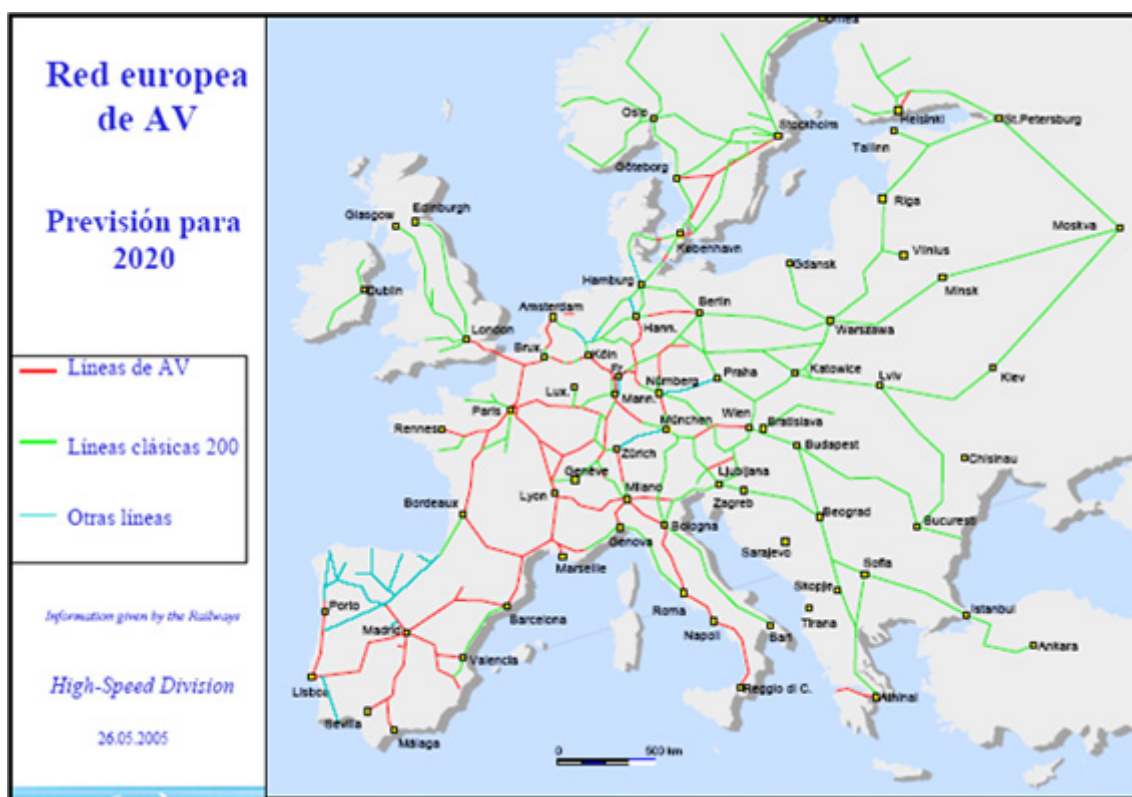 Red europea
de AV
Previsión para
2020
Líneas de AV
Líneas clásicas 200
Otras líneas
Information given by the Railways
High-Speed Division
26.05.2005
Oslo
Stockholm
Helsinki
St.Petersburg
Tallinn
Göteborg
Riga
Glasgow
Edinburgh
Moskva
København
Vilnius
Gdansk
Hamburg
Minsk
Dublin
Amsterdam
Berlin
London
Hann.
Warszawa
Brux.
Köln
Fr.
Katowice
Kiev
Lux.
Nürnberg
Praha
Lviv
Mann.
Paris
Wien
Rennes
München
Bratislava
Budapest
Zürich
Chisinau
Genève
Ljubljana
Lyon
Milano
Zagreb
Bordeaux
Beograd
Bologna
Bucuresti
Genova
Sarajevo
Marseille
Sofia
Skopje
Porto
Roma
Istanbul
Barcelona
Tirana
Madrid
Napoli
Bari
Ankara
Valencia
Lisboa
Reggio di C.
Athinai
Sevilla
Málaga
0 500 km